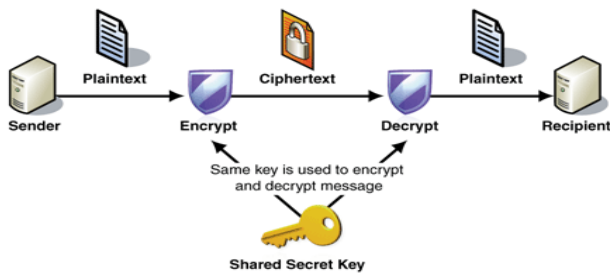 Plaintext
Ciphertext
Plaintext
Sender
Encrypt
Decrypt
Recipient
Same key is used to encrypt
and decrypt message
Shared Secret Key